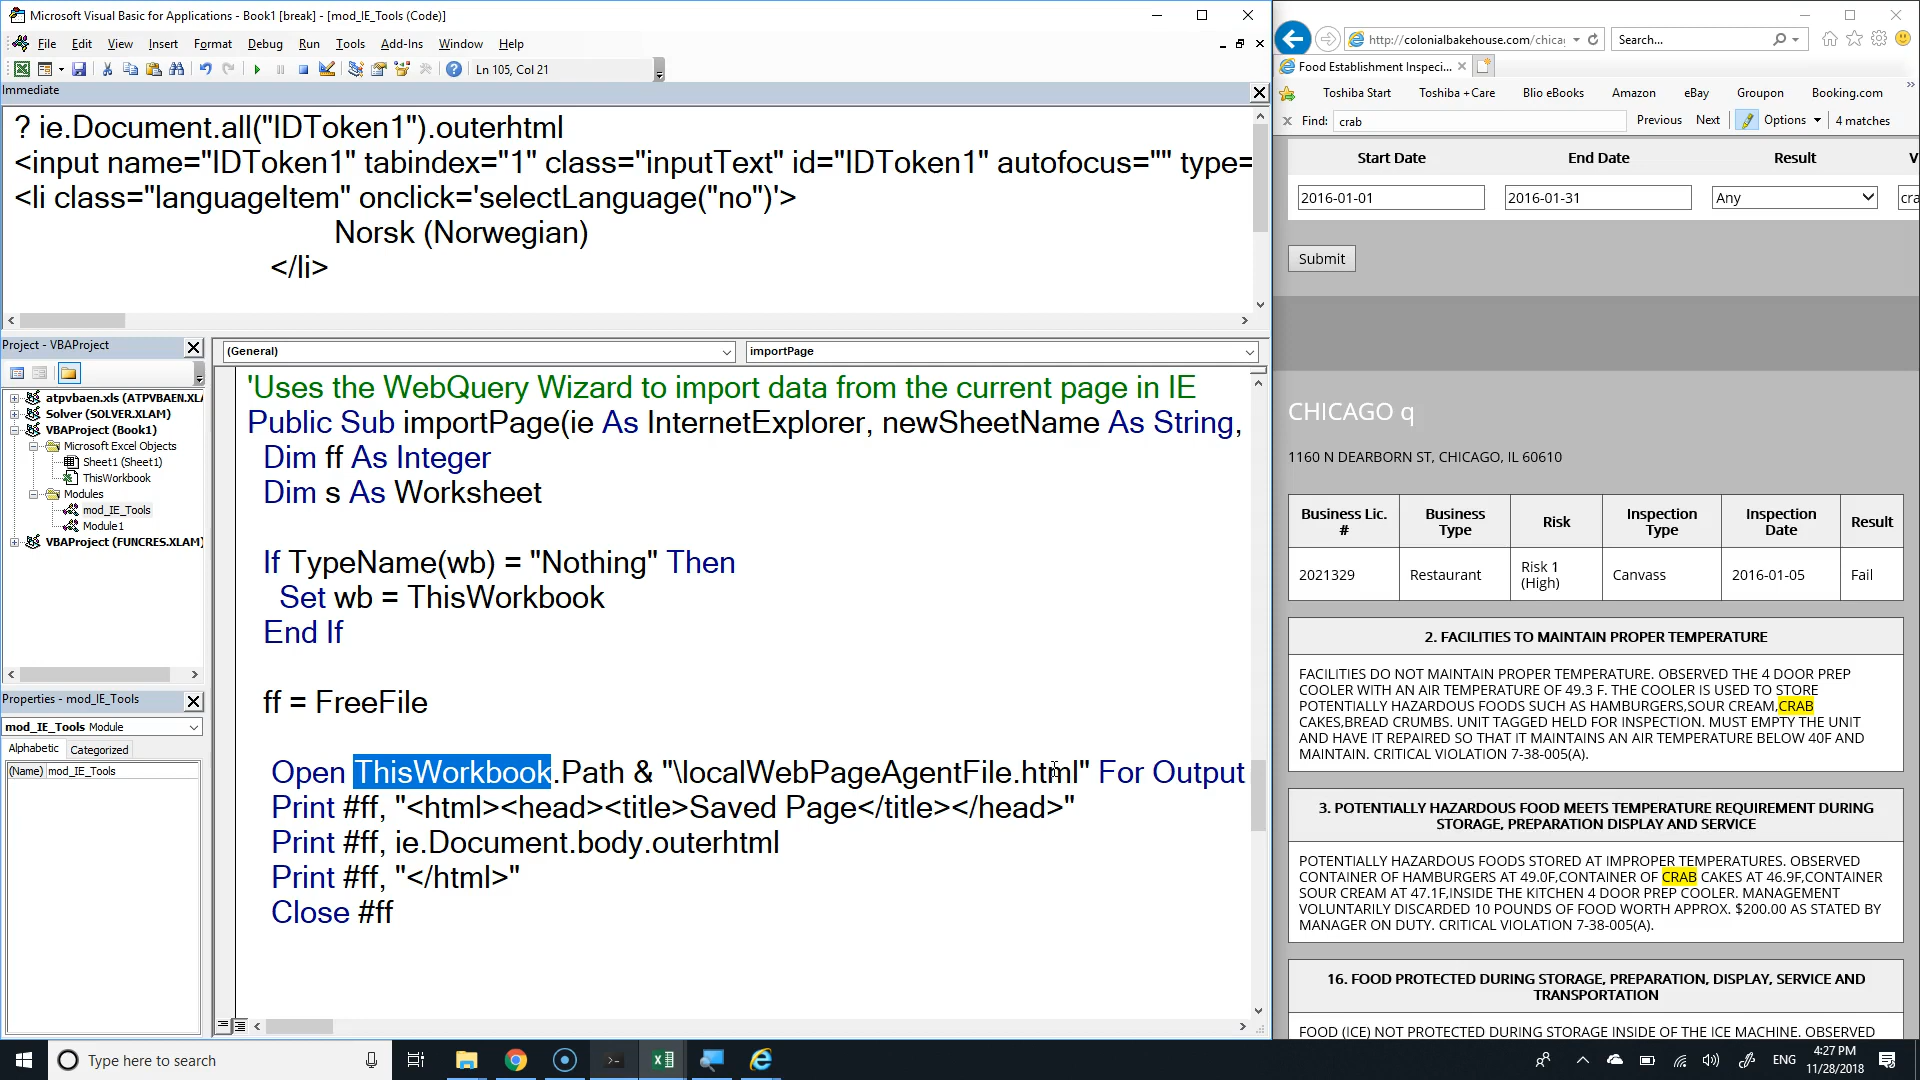 Microsoft Visual Basic for Applications - Book1 [break] - [mod_IE_Tools (Code)]
File Edit View Insert Format Debug Run Tools Add-Ins Window Help
Ln 105, Col 21
Immediate
? ie.Document.all("IDToken1").outerhtml
<input name="IDToken1" tabindex="1" class="inputText" id="IDToken1" autofocus="" type=
<li class="languageItem" onclick='selectLanguage("no")'>
Norsk (Norwegian)
</li>
Project - VBAProject
atpvbaen.xls (ATPVBAEN.XLA
Solver (SOLVER.XLAM)
VBAProject (Book1)
Microsoft Excel Objects
Sheet1 (Sheet1)
ThisWorkbook
Modules
mod_IE_Tools
Module1
VBAProject (FUNCRES.XLAM)
Properties - mod_IE_Tools
mod_IE_Tools Module
Alphabetic Categorized
(Name) mod_IE_Tools
(General) importPage
'Uses the WebQuery Wizard to import data from the current page in IE
Public Sub importPage(ie As InternetExplorer, newSheetName As String,
Dim ff As Integer
Dim s As Worksheet
If TypeName(wb) = "Nothing" Then
Set wb = ThisWorkbook
End If
ff = FreeFile
Open ThisWorkbook.Path & "\localWebPageAgentFile.html" For Output
Print #ff, "<html><head><title>Saved Page</title></head>"
Print #ff, ie.Document.body.outerhtml
Print #ff, "</html>"
Close #ff
http://colonialbakehouse.com/chica
Search...
Food Establishment Inspeci...
Toshiba Start Toshiba +Care Blio eBooks Amazon eBay Groupon Booking.com
Find: crab Previous Next Options 4 matches
Start Date End Date Result V
2016-01-01 2016-01-31 Any cra
Submit
CHICAGO q
1160 N DEARBORN ST, CHICAGO, IL 60610
Business Lic. # Business Type Risk Inspection Type Inspection Date Result
2021329 Restaurant Risk 1 (High) Canvass 2016-01-05 Fail
2. FACILITIES TO MAINTAIN PROPER TEMPERATURE
FACILITIES DO NOT MAINTAIN PROPER TEMPERATURE. OBSERVED THE 4 DOOR PREP
COOLER WITH AN AIR TEMPERATURE OF 49.3 F. THE COOLER IS USED TO STORE
POTENTIALLY HAZARDOUS FOODS SUCH AS HAMBURGERS,SOUR CREAM,CRAB
CAKES,BREAD CRUMBS. UNIT TAGGED HELD FOR INSPECTION. MUST EMPTY THE UNIT
AND HAVE IT REPAIRED SO THAT IT MAINTAINS AN AIR TEMPERATURE BELOW 40F AND
MAINTAIN. CRITICAL VIOLATION 7-38-005(A).
3. POTENTIALLY HAZARDOUS FOOD MEETS TEMPERATURE REQUIREMENT DURING
STORAGE, PREPARATION DISPLAY AND SERVICE
POTENTIALLY HAZARDOUS FOODS STORED AT IMPROPER TEMPERATURES. OBSERVED
CONTAINER OF HAMBURGERS AT 49.0F,CONTAINER OF CRAB CAKES AT 46.9F,CONTAINER
SOUR CREAM AT 47.1F,INSIDE THE KITCHEN 4 DOOR PREP COOLER. MANAGEMENT
VOLUNTARILY DISCARDED 10 POUNDS OF FOOD WORTH APPROX. $200.00 AS STATED BY
MANAGER ON DUTY. CRITICAL VIOLATION 7-38-005(A).
16. FOOD PROTECTED DURING STORAGE, PREPARATION, DISPLAY, SERVICE AND
TRANSPORTATION
FOOD (ICE) NOT PROTECTED DURING STORAGE INSIDE OF THE ICE MACHINE. OBSERVED
Type here to search
ENG
4:27 PM
11/28/2018